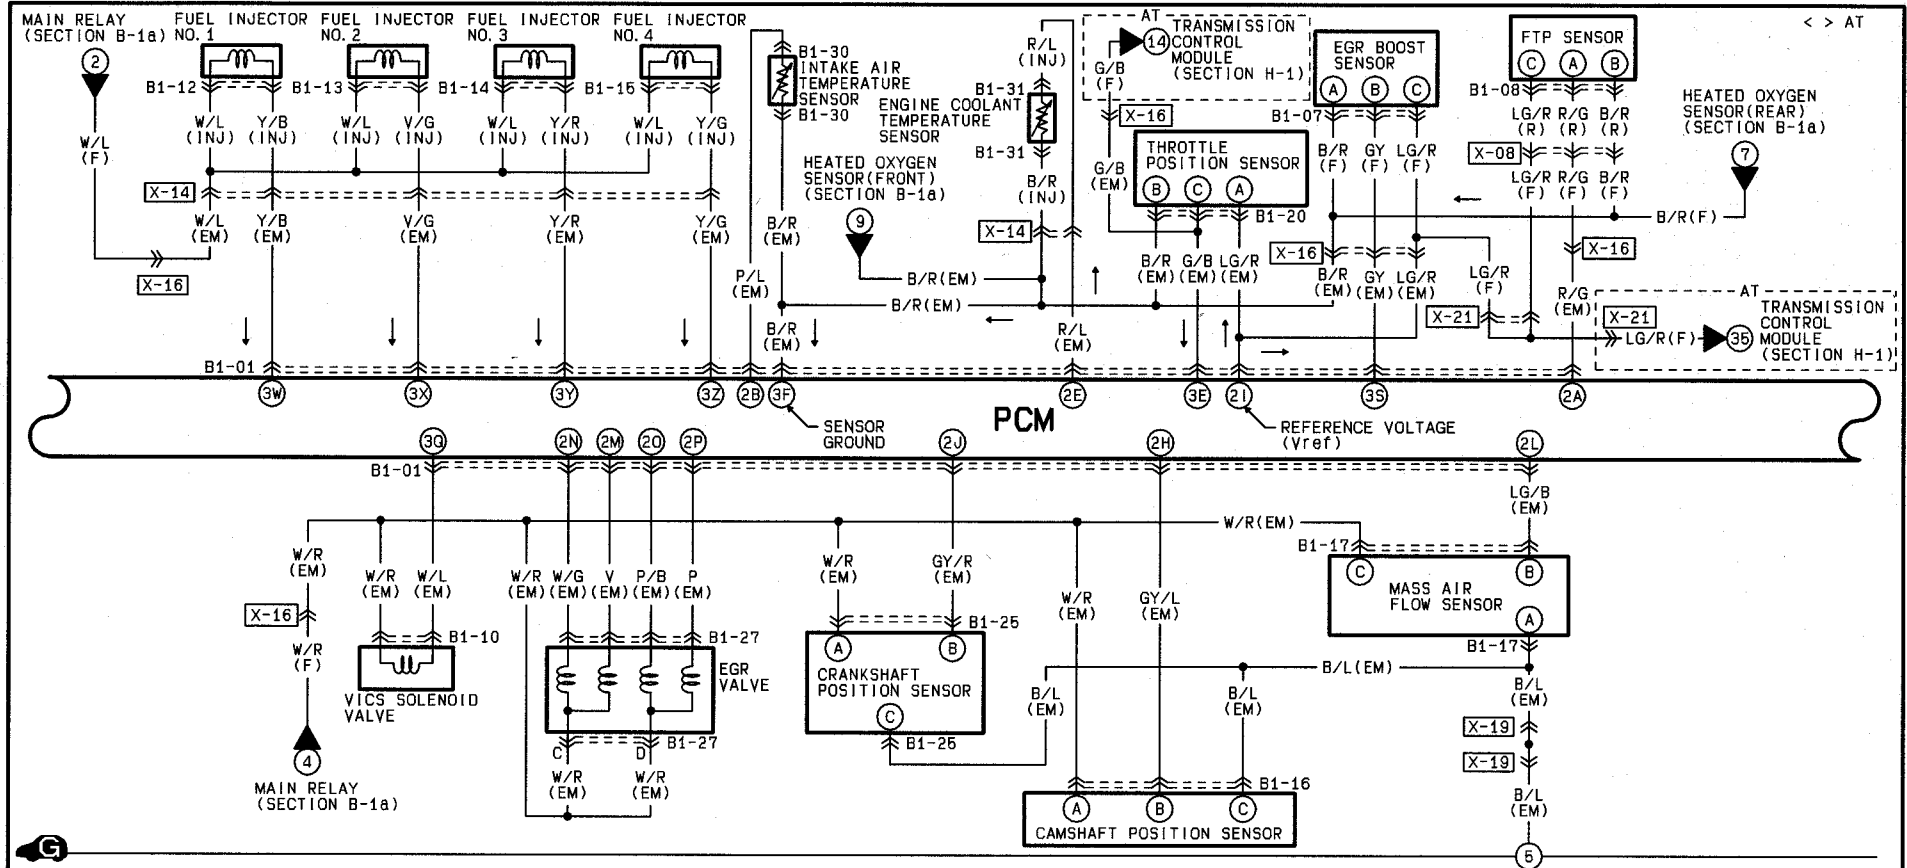 MAIN RELAY
(SECTION B-1a)
2
FUEL INJECTOR
NO. 1
FUEL INJECTOR
NO. 2
FUEL INJECTOR
NO. 3
FUEL INJECTOR
NO. 4
B1-12
B1-13
B1-14
B1-15
W/L
(INJ)
Y/B
(INJ)
W/L
(INJ)
V/G
(INJ)
W/L
(INJ)
Y/R
(INJ)
W/L
(INJ)
Y/G
(INJ)
W/L
(F)
X-14
W/L
(EM)
Y/B
(EM)
V/G
(EM)
Y/R
(EM)
Y/G
(EM)
X-16
B1-30
INTAKE AIR
TEMPERATURE
SENSOR
B1-30
P/L
(EM)
B/R
(EM)
B/R
(EM)
HEATED OXYGEN
SENSOR(FRONT)
(SECTION B-1a)
9
B/R(EM)
B/R(EM)
R/L
(INJ)
B1-31
ENGINE COOLANT
TEMPERATURE
SENSOR
B1-31
B/R
(INJ)
X-14
R/L
(EM)
AT
14
TRANSMISSION
CONTROL
MODULE
(SECTION H-1)
G/B
(F)
X-16
G/B
(EM)
THROTTLE
POSITION SENSOR
B
C
A
B1-20
B/R
(EM)
G/B
(EM)
LG/R
(EM)
EGR BOOST
SENSOR
A
B
C
B1-07
B/R
(F)
GY
(F)
LG/R
(F)
X-16
B/R
(EM)
GY
(EM)
LG/R
(EM)
FTP SENSOR
C
A
B
B1-08
LG/R
(R)
R/G
(R)
B/R
(R)
X-08
LG/R
(F)
R/G
(F)
B/R
(F)
< > AT
HEATED OXYGEN
SENSOR(REAR)
(SECTION B-1a)
7
B/R(F)
X-16
LG/R
(F)
R/G
(EM)
X-21
X-21
LG/R(F)
AT
35
TRANSMISSION
CONTROL
MODULE
(SECTION H-1)
B1-01
3W
3X
3Y
3Z
2B
3F
2E
3E
2I
3S
2A
SENSOR
GROUND
PCM
REFERENCE VOLTAGE
(Vref)
3Q
2N
2M
2O
2P
2J
2H
2L
B1-01
LG/B
(EM)
W/R(EM)
W/R
(EM)
X-16
W/R
(F)
4
MAIN RELAY
(SECTION B-1a)
W/R
(EM)
W/L
(EM)
B1-10
VICS SOLENOID
VALVE
W/R
(EM)
W/G
(EM)
V
(EM)
P/B
(EM)
P
(EM)
B1-27
EGR
VALVE
B1-27
C
D
W/R
(EM)
W/R
(EM)
W/R
(EM)
GY/R
(EM)
B1-25
A
B
CRANKSHAFT
POSITION SENSOR
C
B1-25
W/R
(EM)
GY/L
(EM)
B/L
(EM)
B/L
(EM)
B/L(EM)
B1-16
A
B
C
CAMSHAFT POSITION SENSOR
B1-17
C
B
MASS AIR
FLOW SENSOR
A
B1-17
B/L
(EM)
X-19
X-19
B/L
(EM)
5
G